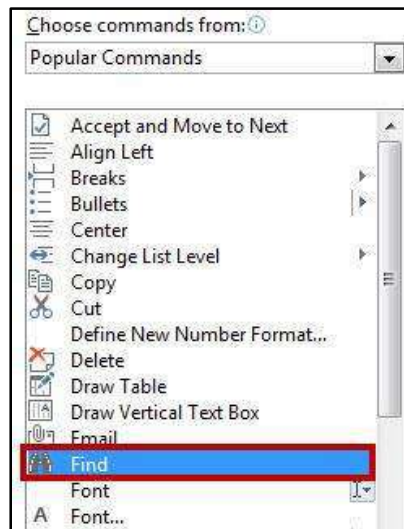 Choose commands from:
Popular Commands
Accept and Move to Next
Align Left
Breaks
Bullets
Center
Change List Level
Copy
Cut
Define New Number Format...
Delete
Draw Table
Draw Vertical Text Box
Email
Find
Font
Font...